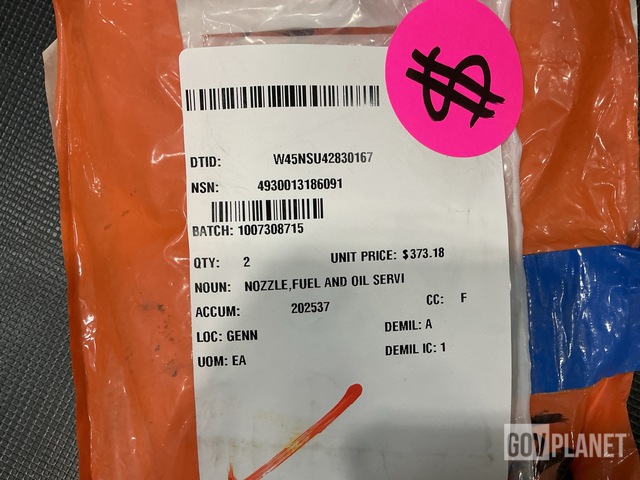 $
DTID: W45NSU42830167
NSN: 4930013186091
BATCH: 1007308715
QTY: 2 UNIT PRICE: $373.18
NOUN: NOZZLE,FUEL AND OIL SERVI
ACCUM: 202537 CC: F
LOC: GENN DEMIL: A
UOM: EA DEMIL IC: 1
GOVPLANET